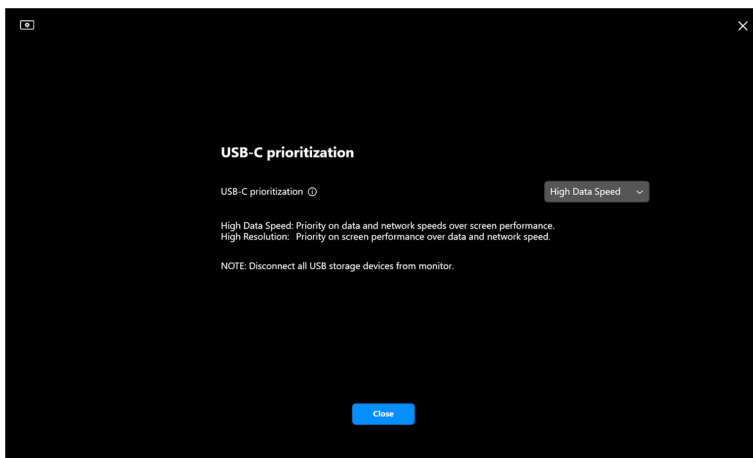 USB-C prioritization
USB-C prioritization
High Data Speed
High Data Speed: Priority on data and network speeds over screen performance.
High Resolution: Priority on screen performance over data and network speed.
NOTE: Disconnect all USB storage devices from monitor.
Close